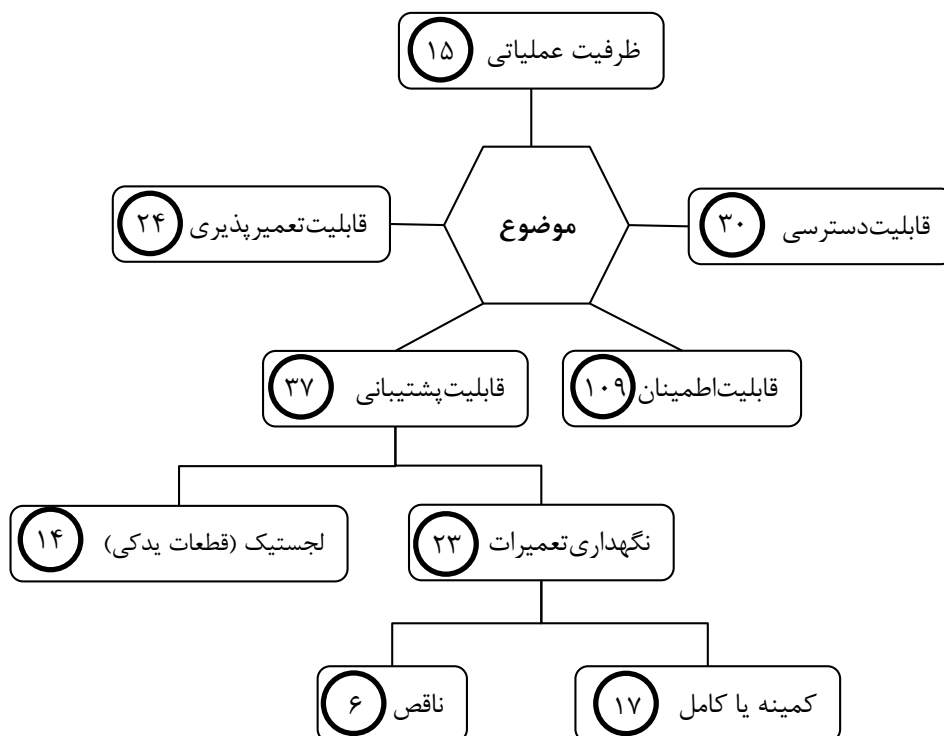 ظرفیت عملیاتی ۱۵
قابلیت‌دسترسی ۳۰
موضوع
قابلیت‌تعمیرپذیری ۲۴
قابلیت‌اطمینان ۱۰۹
قابلیت‌پشتیبانی ۳۷
نگهداری‌تعمیرات ۲۳
لجستیک (قطعات یدکی) ۱۴
کمینه یا کامل ۱۷
ناقص ۶